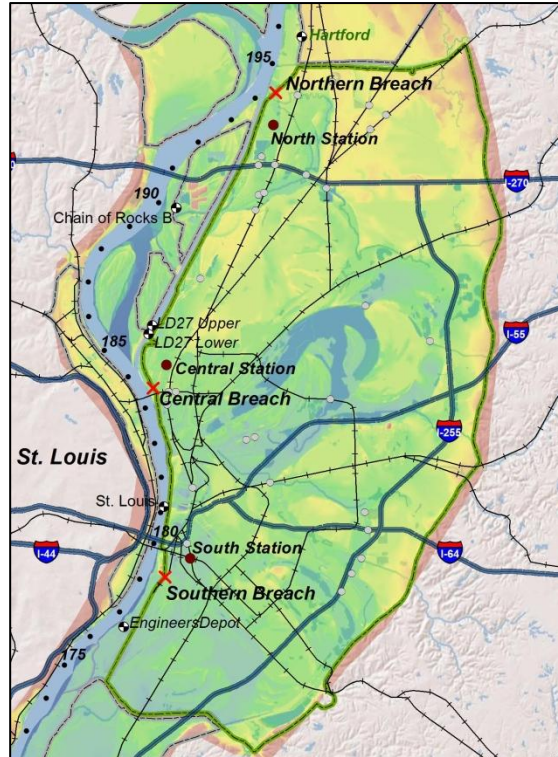 Hartford
195
Northern Breach
North Station
190
I-270
Chain of Rocks B
LD27 Upper
I-55
185
LD27 Lower
Central Station
Central Breach
I-255
St. Louis
St. Louis
180
South Station
I-44
I-64
Southern Breach
EngineersDepot
175